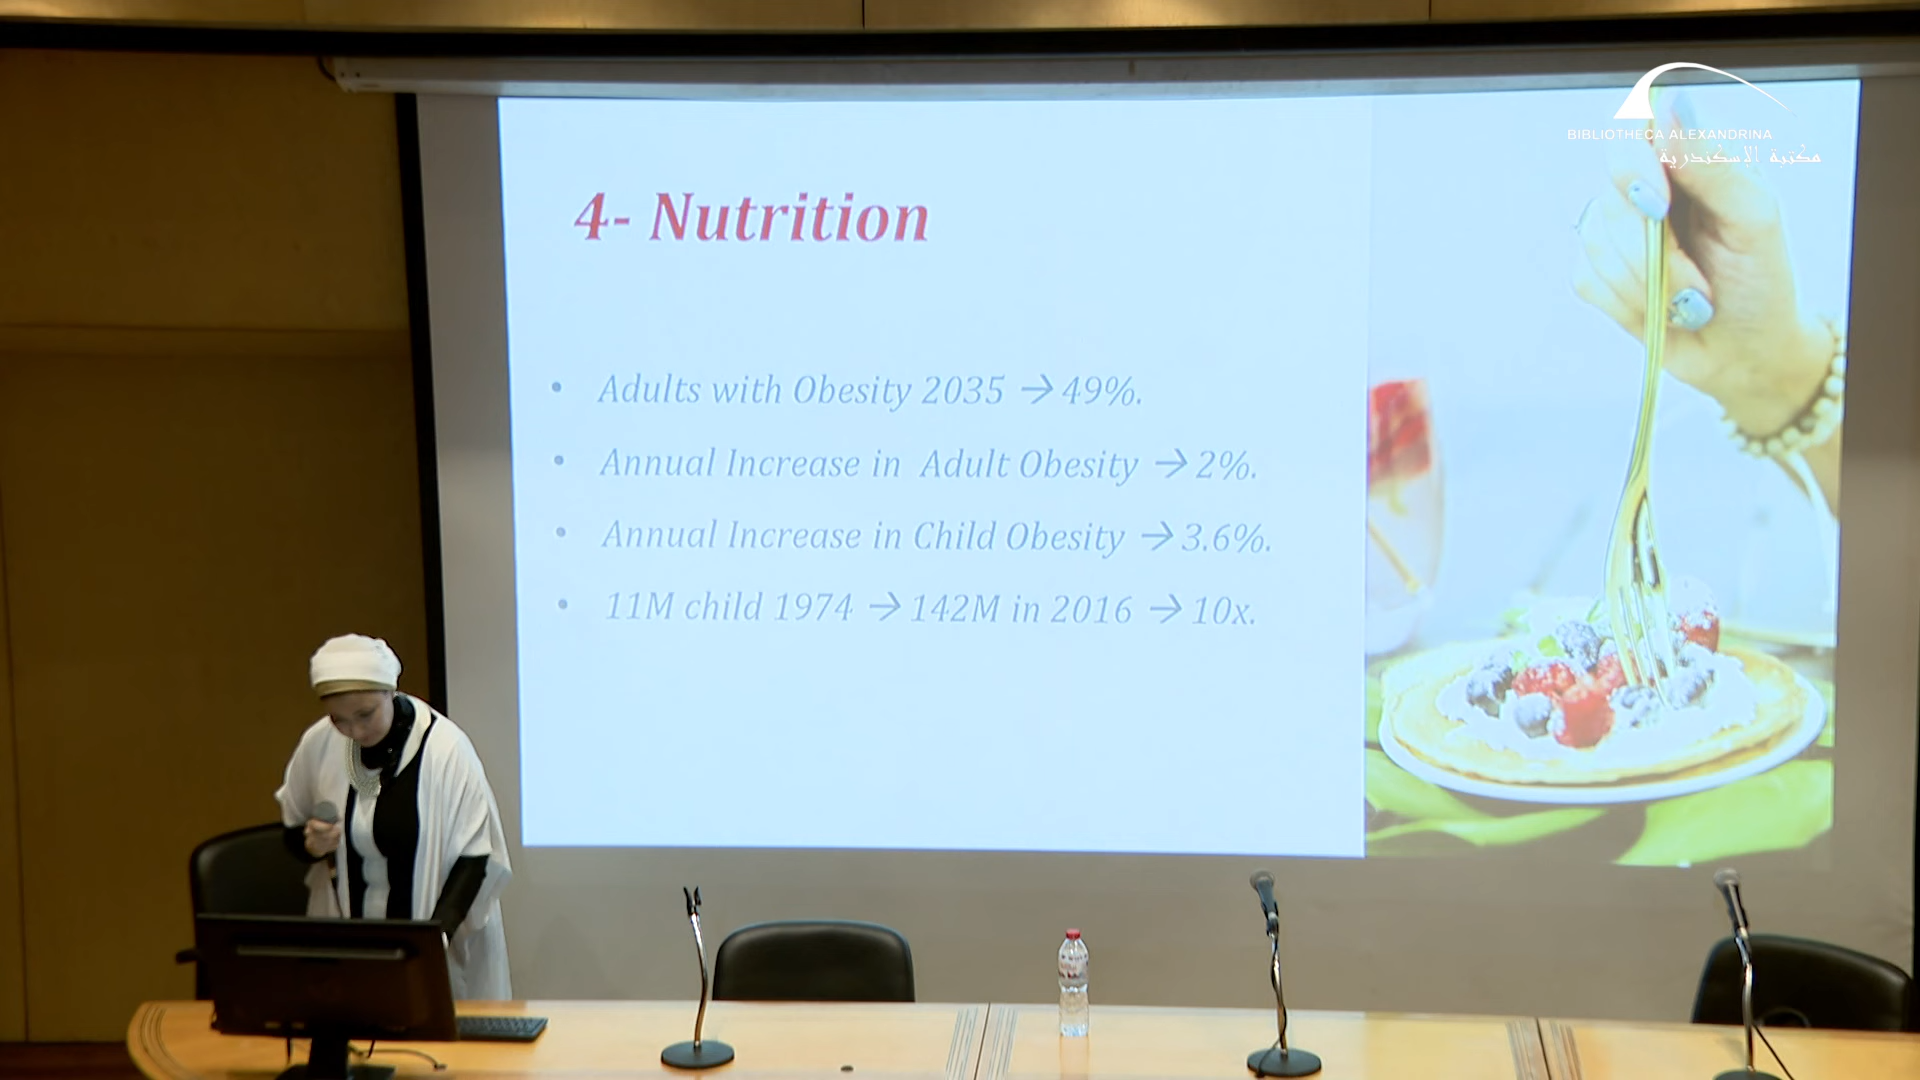 BIBLIOTHECA ALEXANDRINA
مكتبة الإسكندرية
4- Nutrition
• Adults with Obesity 2035 → 49%.
• Annual Increase in Adult Obesity → 2%.
• Annual Increase in Child Obesity → 3.6%.
• 11M child 1974 → 142M in 2016 → 10x.